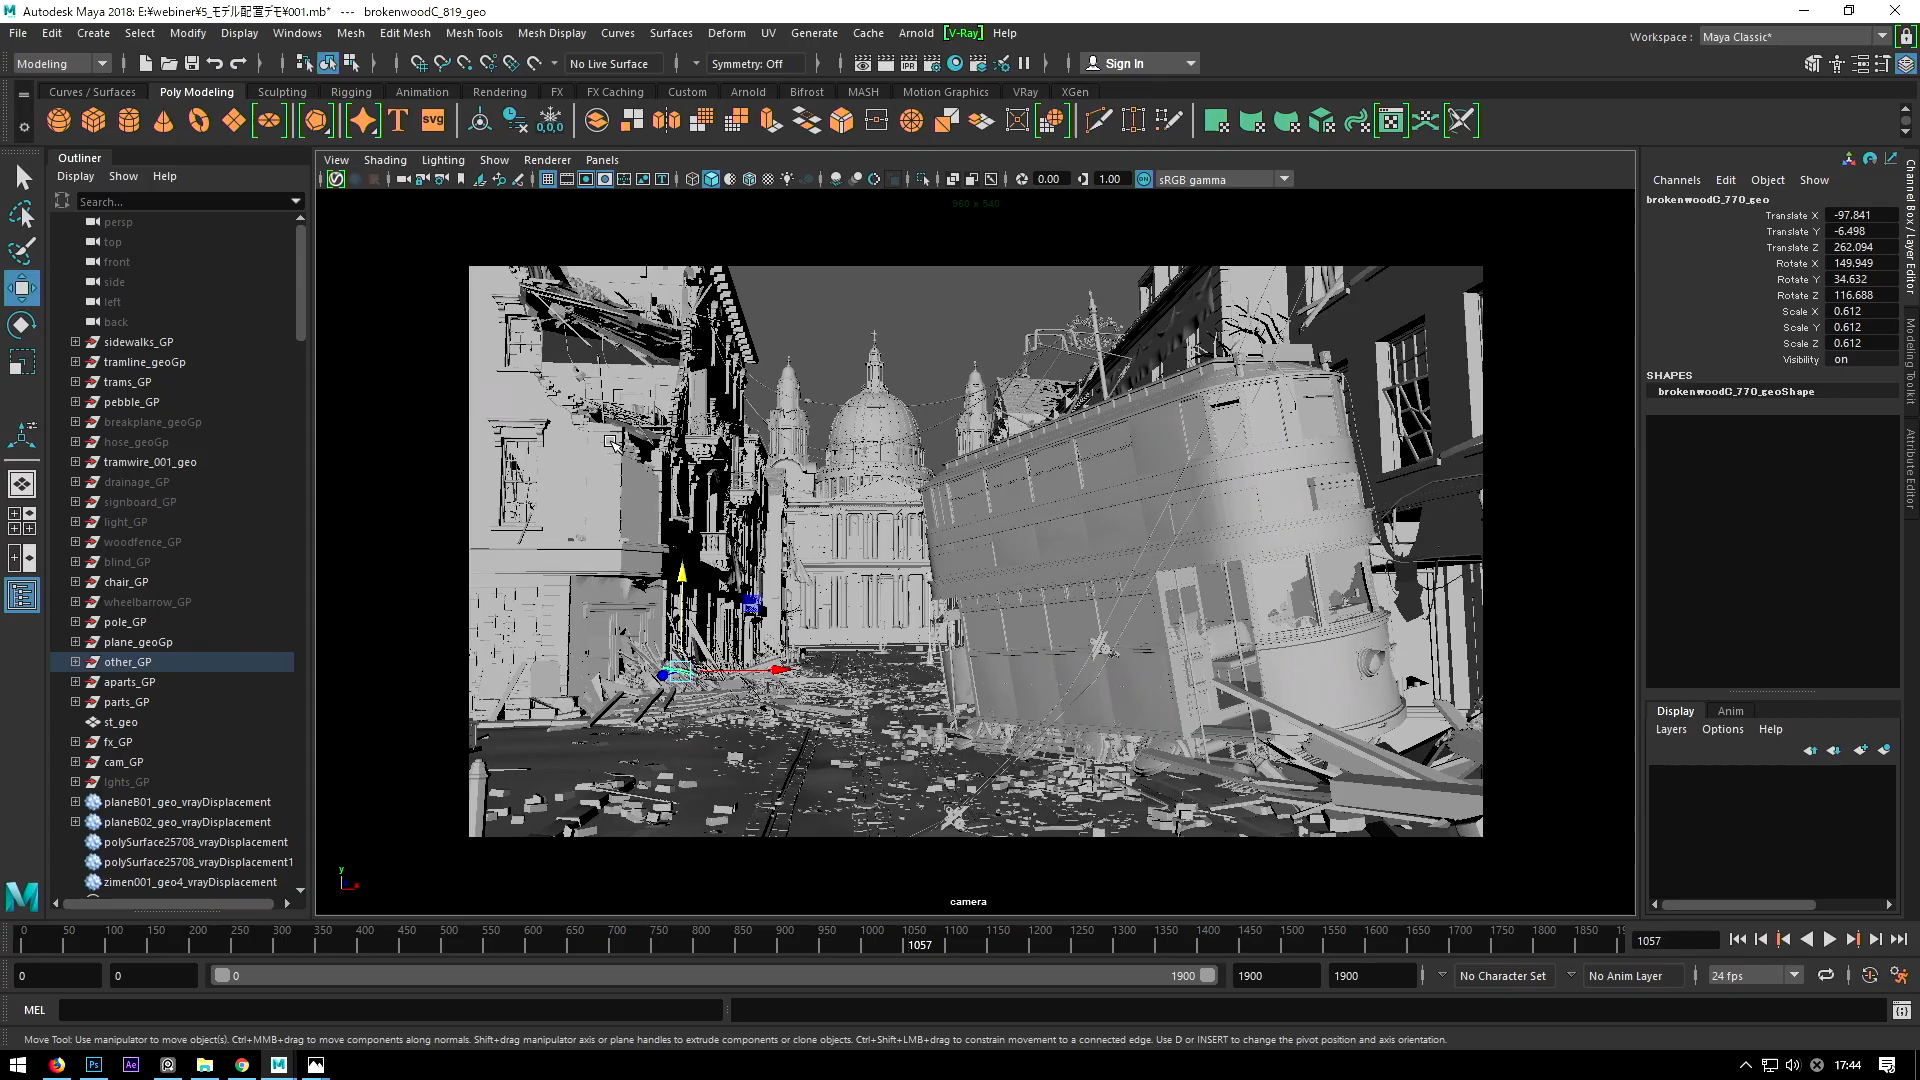 Autodesk Maya 2018: E:¥webiner¥5_モデル配置デモ¥001.mb*   ---   brokenwoodC_819_geo
File Edit Create Select Modify Display Windows Mesh Edit Mesh Mesh Tools Mesh Display Curves Surfaces Deform UV Generate Cache Arnold [V-Ray] Help
Workspace : Maya Classic*
Modeling No Live Surface Symmetry: Off IPR Sign In
Curves / Surfaces Poly Modeling Sculpting Rigging Animation Rendering FX FX Caching Custom Arnold Bifrost MASH Motion Graphics VRay XGen
T svg 0,0,0
Outliner
Display Show Help
Search...
persp
top
front
side
left
back
sidewalks_GP
tramline_geoGp
trams_GP
pebble_GP
breakplane_geoGp
hose_geoGp
tramwire_001_geo
drainage_GP
signboard_GP
light_GP
woodfence_GP
blind_GP
chair_GP
wheelbarrow_GP
pole_GP
plane_geoGp
other_GP
aparts_GP
parts_GP
st_geo
fx_GP
cam_GP
lghts_GP
planeB01_geo_vrayDisplacement
planeB02_geo_vrayDisplacement
polySurface25708_vrayDisplacement
polySurface25708_vrayDisplacement1
zimen001_geo4_vrayDisplacement
View Shading Lighting Show Renderer Panels
0.00 1.00 ON sRGB gamma
960 x 540
y
x
camera
Channels Edit Object Show
brokenwoodC_770_geo
Translate X -97.841
Translate Y -6.498
Translate Z 262.094
Rotate X 149.949
Rotate Y 34.632
Rotate Z 116.688
Scale X 0.612
Scale Y 0.612
Scale Z 0.612
Visibility on
SHAPES
brokenwoodC_770_geoShape
Channel Box / Layer Editor
Modeling Toolkit
Attribute Editor
Display Anim
Layers Options Help
0 50 100 150 200 250 300 350 400 450 500 550 600 650 700 750 800 850 900 950 1000 1050 1100 1150 1200 1250 1300 1350 1400 1450 1500 1550 1600 1650 1700 1750 1800 1850 19
1057
1057
0 0 0 1900 1900 1900 No Character Set No Anim Layer 24 fps
MEL
Move Tool: Use manipulator to move object(s). Ctrl+MMB+drag to move components along normals. Shift+drag manipulator axis or plane handles to extrude components or clone objects. Ctrl+Shift+LMB+drag to constrain movement to a connected edge. Use D or INSERT to change the pivot position and axis orientation.
Ps Ae M 17:44